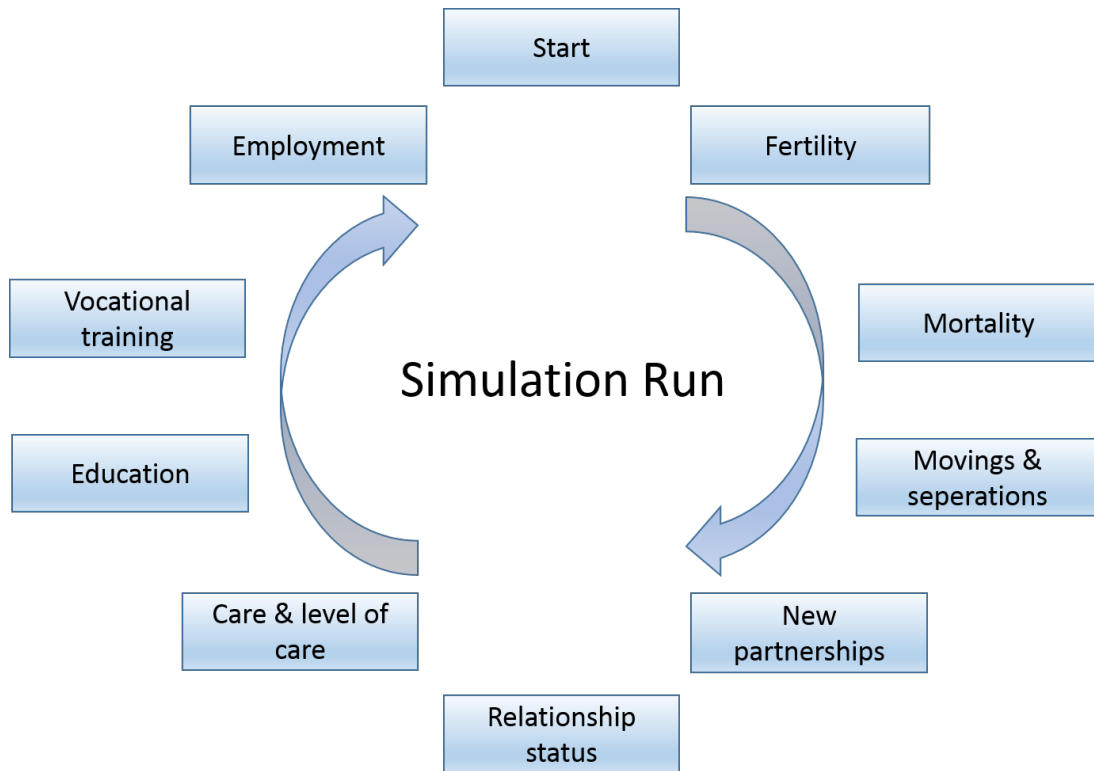 Start
Fertility
Mortality
Movings &
seperations
New
partnerships
Relationship
status
Care & level of
care
Education
Vocational
training
Employment
Simulation Run